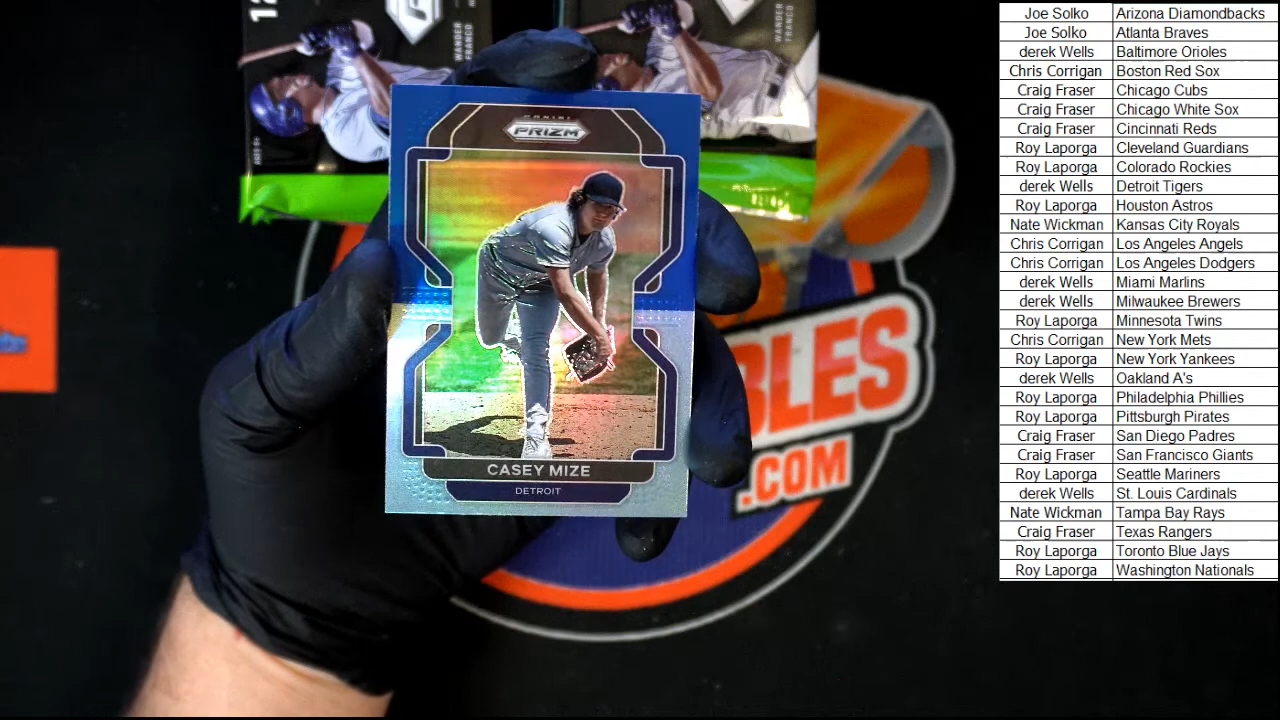 12
WANDER
FRANCO
WANDER
FRANCO
AGES 9+
PANINI
PRIZM
CASEY MIZE
DETROIT
BLES
.COM
Joe Solko Arizona Diamondbacks
Joe Solko Atlanta Braves
derek Wells Baltimore Orioles
Chris Corrigan Boston Red Sox
Craig Fraser Chicago Cubs
Craig Fraser Chicago White Sox
Craig Fraser Cincinnati Reds
Roy Laporga Cleveland Guardians
Roy Laporga Colorado Rockies
derek Wells Detroit Tigers
Roy Laporga Houston Astros
Nate Wickman Kansas City Royals
Chris Corrigan Los Angeles Angels
Chris Corrigan Los Angeles Dodgers
derek Wells Miami Marlins
derek Wells Milwaukee Brewers
Roy Laporga Minnesota Twins
Chris Corrigan New York Mets
Roy Laporga New York Yankees
derek Wells Oakland A's
Roy Laporga Philadelphia Phillies
Roy Laporga Pittsburgh Pirates
Craig Fraser San Diego Padres
Craig Fraser San Francisco Giants
Roy Laporga Seattle Mariners
derek Wells St. Louis Cardinals
Nate Wickman Tampa Bay Rays
Craig Fraser Texas Rangers
Roy Laporga Toronto Blue Jays
Roy Laporga Washington Nationals